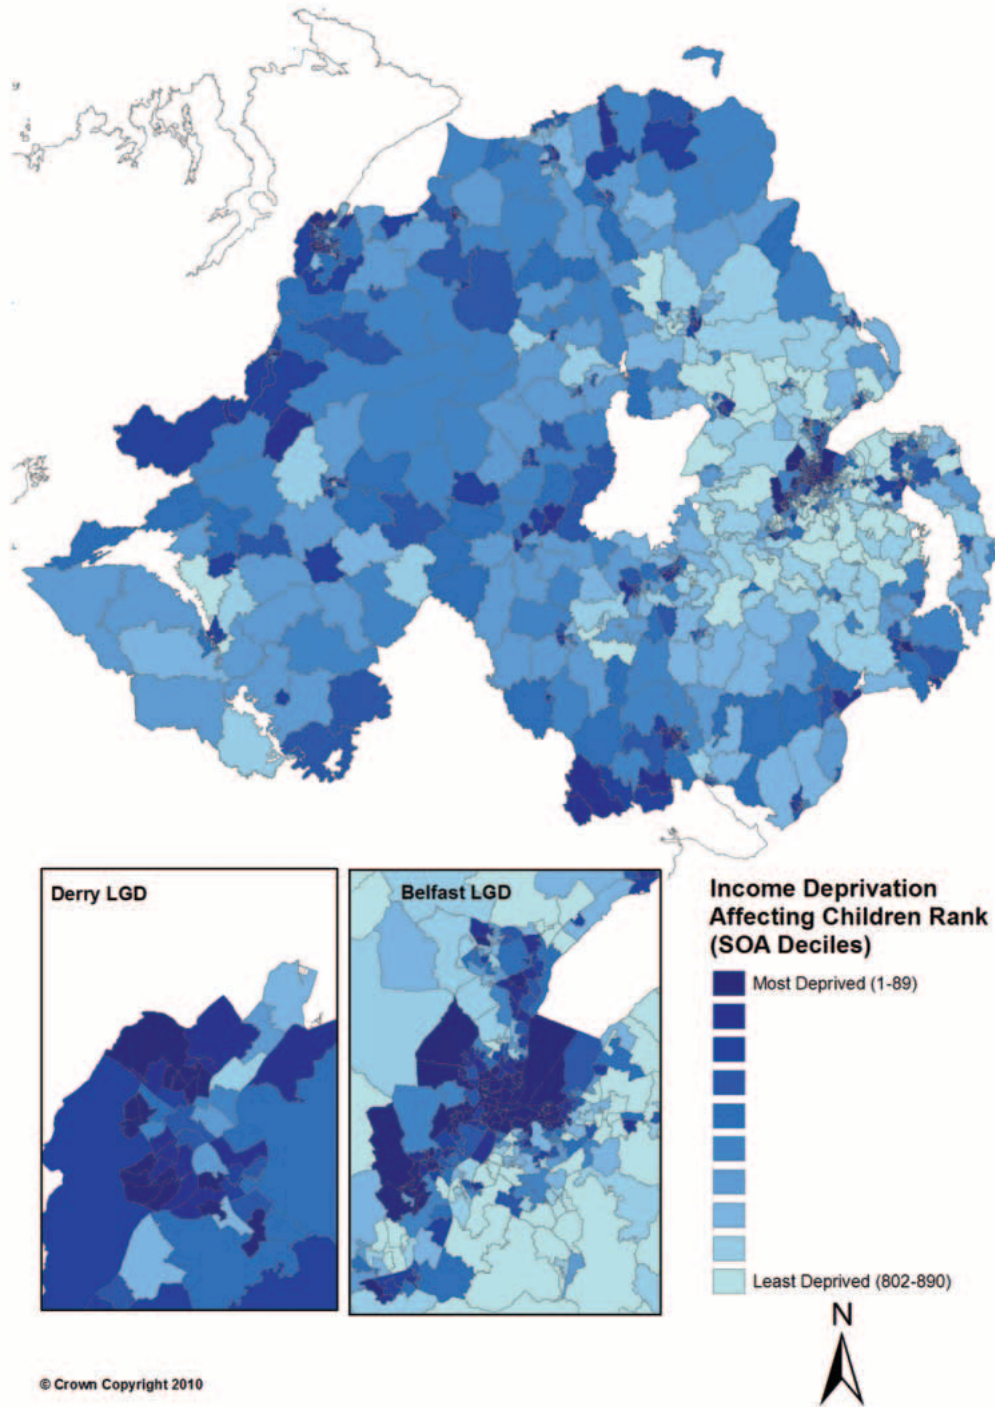 Derry LGD
Belfast LGD
Income Deprivation
Affecting Children Rank
(SOA Deciles)
Most Deprived (1-89)
Least Deprived (802-890)
N
© Crown Copyright 2010